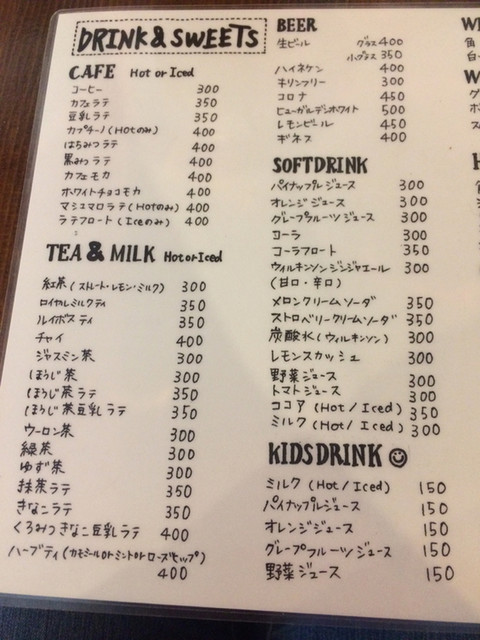 DRINK&SWEETS
CAFE Hot or Iced
コーヒー 300
カフェラテ 350
豆乳ラテ 350
カプチーノ(Hotのみ) 400
はちみつラテ 400
黒みつラテ 400
カフェモカ 400
ホワイトチョコモカ 400
マシュマロラテ(Hotのみ) 400
ラテフロート(Iceのみ) 400
TEA & MILK Hot or Iced
紅茶(ストレート・レモン・ミルク) 300
ロイヤルミルクティ 350
ルイボスティ 350
チャイ 400
ジャスミン茶 300
ほうじ茶 300
ほうじ茶ラテ 350
ほうじ茶豆乳ラテ 350
ウーロン茶 300
緑茶 300
ゆず茶 300
抹茶ラテ 350
きなこラテ 350
くろみつきなこ豆乳ラテ 400
ハーブティ(カモミールorミントorローズヒップ)
400
BEER
生ビール グラス 400
小グラス 350
ハイネケン 400
キリンフリー 300
コロナ 450
ヒューガルデンホワイト 500
レモンビール 450
ギネス 400
SOFTDRINK
パイナップルジュース 300
オレンジジュース 300
グレープフルーツジュース 300
コーラ 300
コーラフロート 350
ウィルキンソンジンジャエール 300
(甘口・辛口)
メロンクリームソーダ 350
ストロベリークリームソーダ 350
炭酸水(ウィルキンソン) 300
レモンスカッシュ 300
野菜ジュース 300
トマトジュース 300
ココア(Hot/Iced) 350
ミルク(Hot/Iced) 300
KIDSDRINK
ミルク(Hot/Iced) 150
パイナップルジュース 150
オレンジジュース 150
グレープフルーツジュース 150
野菜ジュース 150